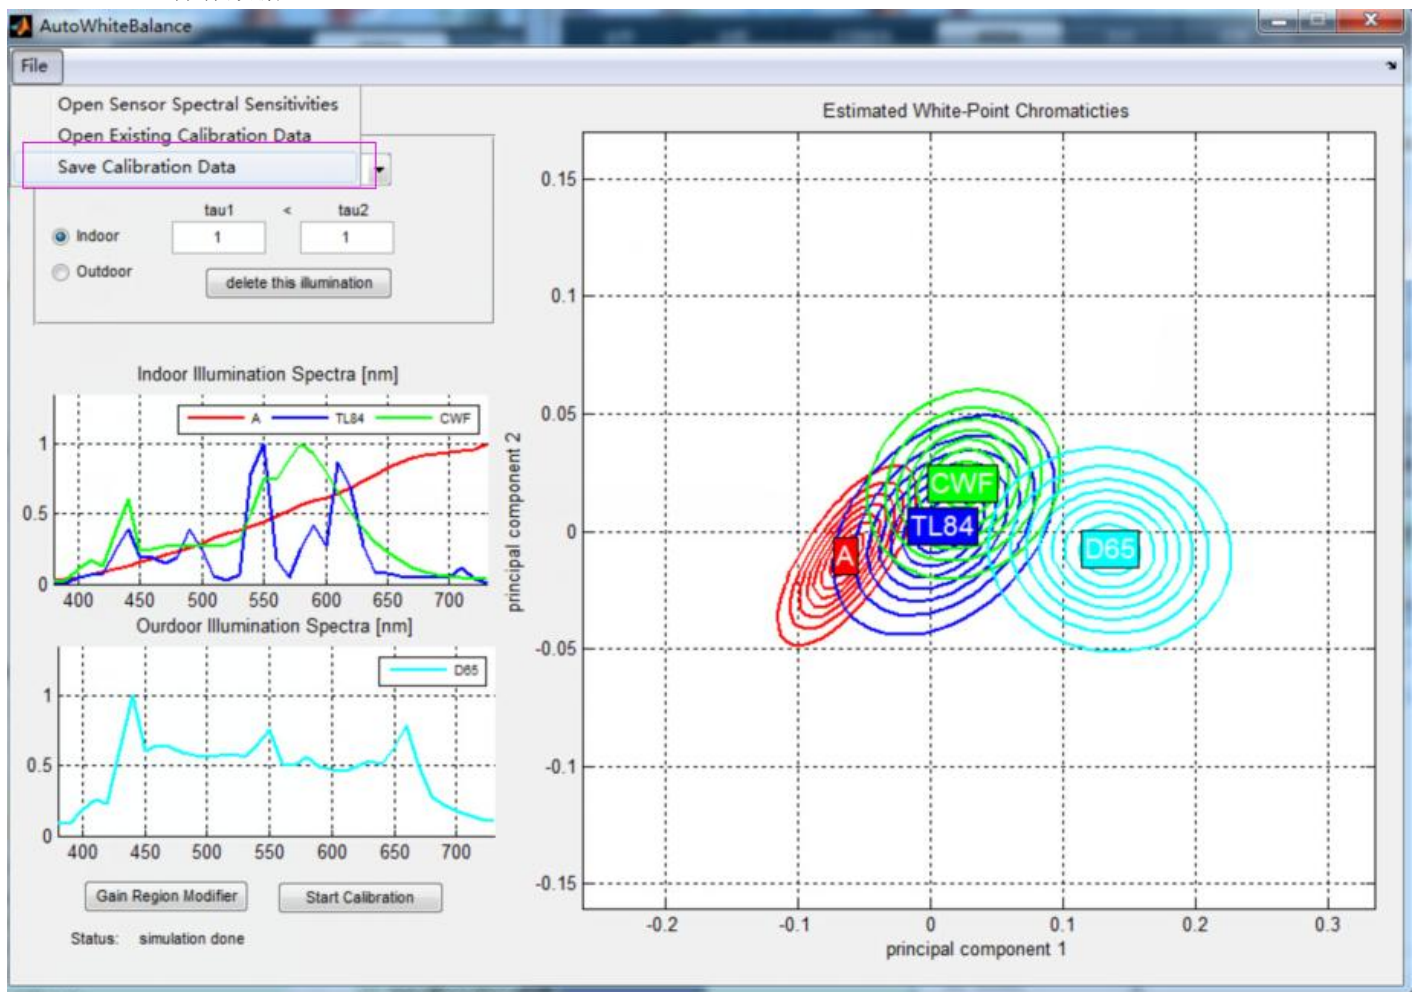 AutoWhiteBalance
File
Open Sensor Spectral Sensitivities
Open Existing Calibration Data
Save Calibration Data
tau1 < tau2
Indoor 1 1
Outdoor
delete this illumination
Indoor Illumination Spectra [nm]
A TL84 CWF
1
0.5
0
400 450 500 550 600 650 700
Ourdoor Illumination Spectra [nm]
D65
1
0.5
0
400 450 500 550 600 650 700
Gain Region Modifier Start Calibration
Status: simulation done
Estimated White-Point Chromaticties
principal component 2
0.15
0.1
0.05
0
-0.05
-0.1
-0.15
CWF
TL84
A
D65
-0.2 -0.1 0 0.1 0.2 0.3
principal component 1